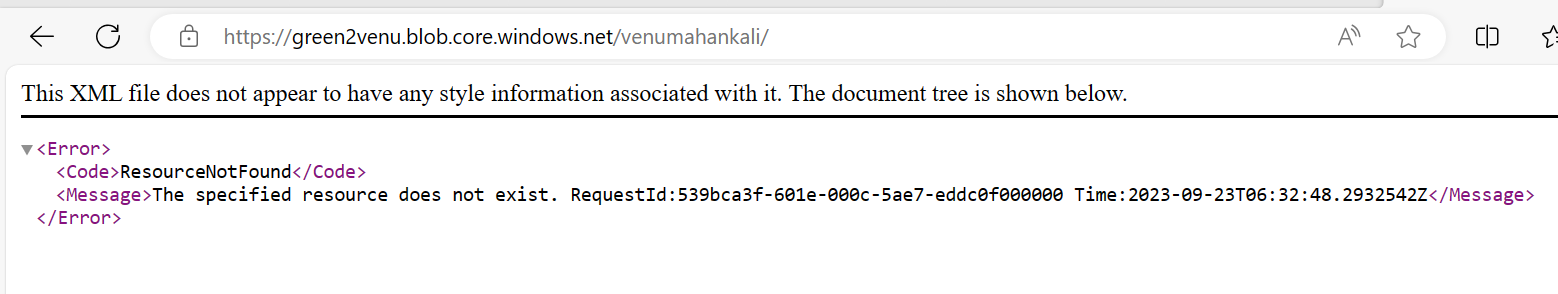 https://green2venu.blob.core.windows.net/venumahankali/
This XML file does not appear to have any style information associated with it. The document tree is shown below.
▼<Error>
<Code>ResourceNotFound</Code>
<Message>The specified resource does not exist. RequestId:539bca3f-601e-000c-5ae7-eddc0f000000 Time:2023-09-23T06:32:48.2932542Z</Message>
</Error>